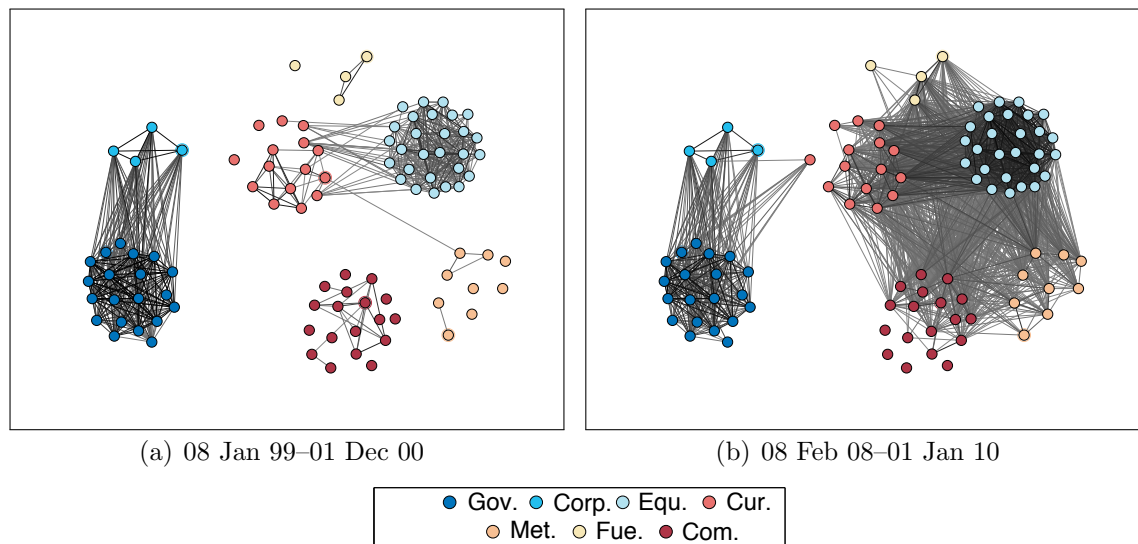 (a) 08 Jan 99–01 Dec 00
(b) 08 Feb 08–01 Jan 10
Gov. Corp. Equ. Cur.
Met. Fue. Com.